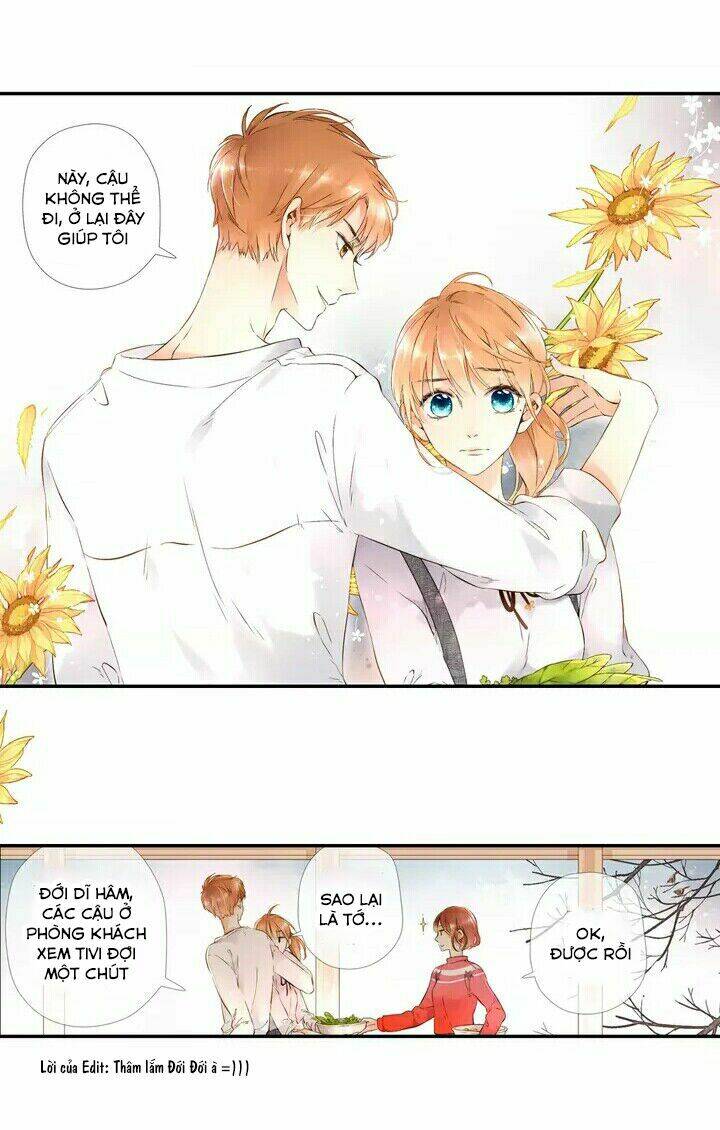 NÀY, CẬU
KHÔNG THỂ
ĐI, Ở LẠI ĐÂY
GIÚP TÔI
ĐỚI DĨ HÂM,
CÁC CẬU Ở
PHÒNG KHÁCH
XEM TIVI ĐỢI
MỘT CHÚT
SAO LẠI
LÀ TỚ...
OK,
ĐƯỢC RỒI
Lời của Edit: Thâm lắm Đới Đới à =)))